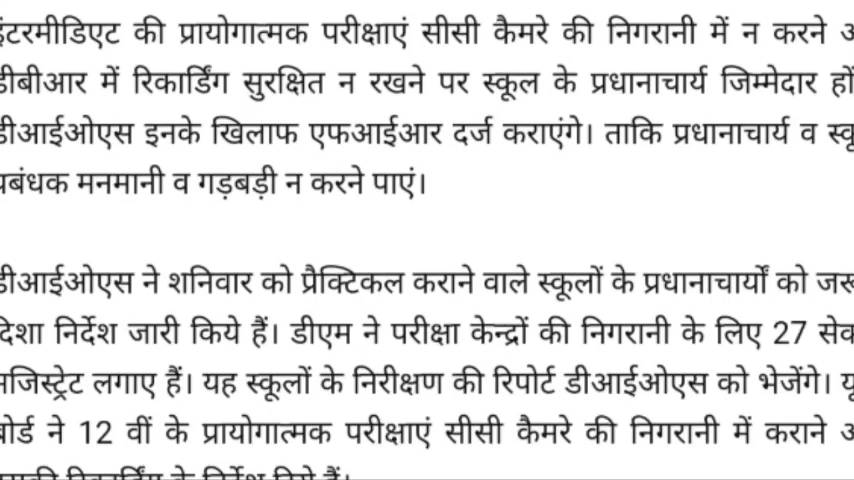 इंटरमीडिएट की प्रायोगात्मक परीक्षाएं सीसी कैमरे की निगरानी में न करने
डीबीआर में रिकार्डिंग सुरक्षित न रखने पर स्कूल के प्रधानाचार्य जिम्मेदार हों
डीआईओएस इनके खिलाफ एफआईआर दर्ज कराएंगे। ताकि प्रधानाचार्य व
प्रबंधक मनमानी व गड़बड़ी न करने पाएं।
डीआईओएस ने शनिवार को प्रैक्टिकल कराने वाले स्कूलों के प्रधानाचार्यों को
दिशा निर्देश जारी किये हैं। डीएम ने परीक्षा केन्द्रों की निगरानी के लिए 27
मजिस्ट्रेट लगाए हैं। यह स्कूलों के निरीक्षण की रिपोर्ट डीआईओएस को भेजेंगे।
बोर्ड ने 12 वीं के प्रायोगात्मक परीक्षाएं सीसी कैमरे की निगरानी में कराने